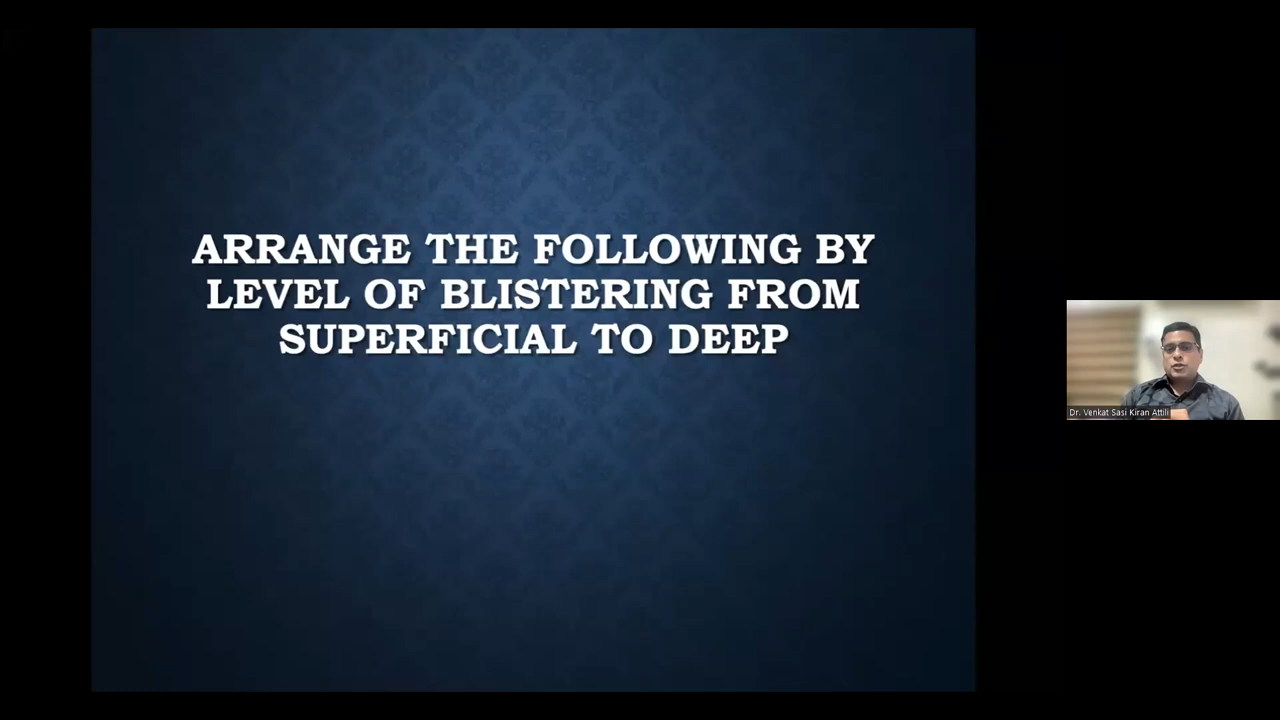 ARRANGE THE FOLLOWING BY
LEVEL OF BLISTERING FROM
SUPERFICIAL TO DEEP
Dr. Venkat Sasi Kiran Attili